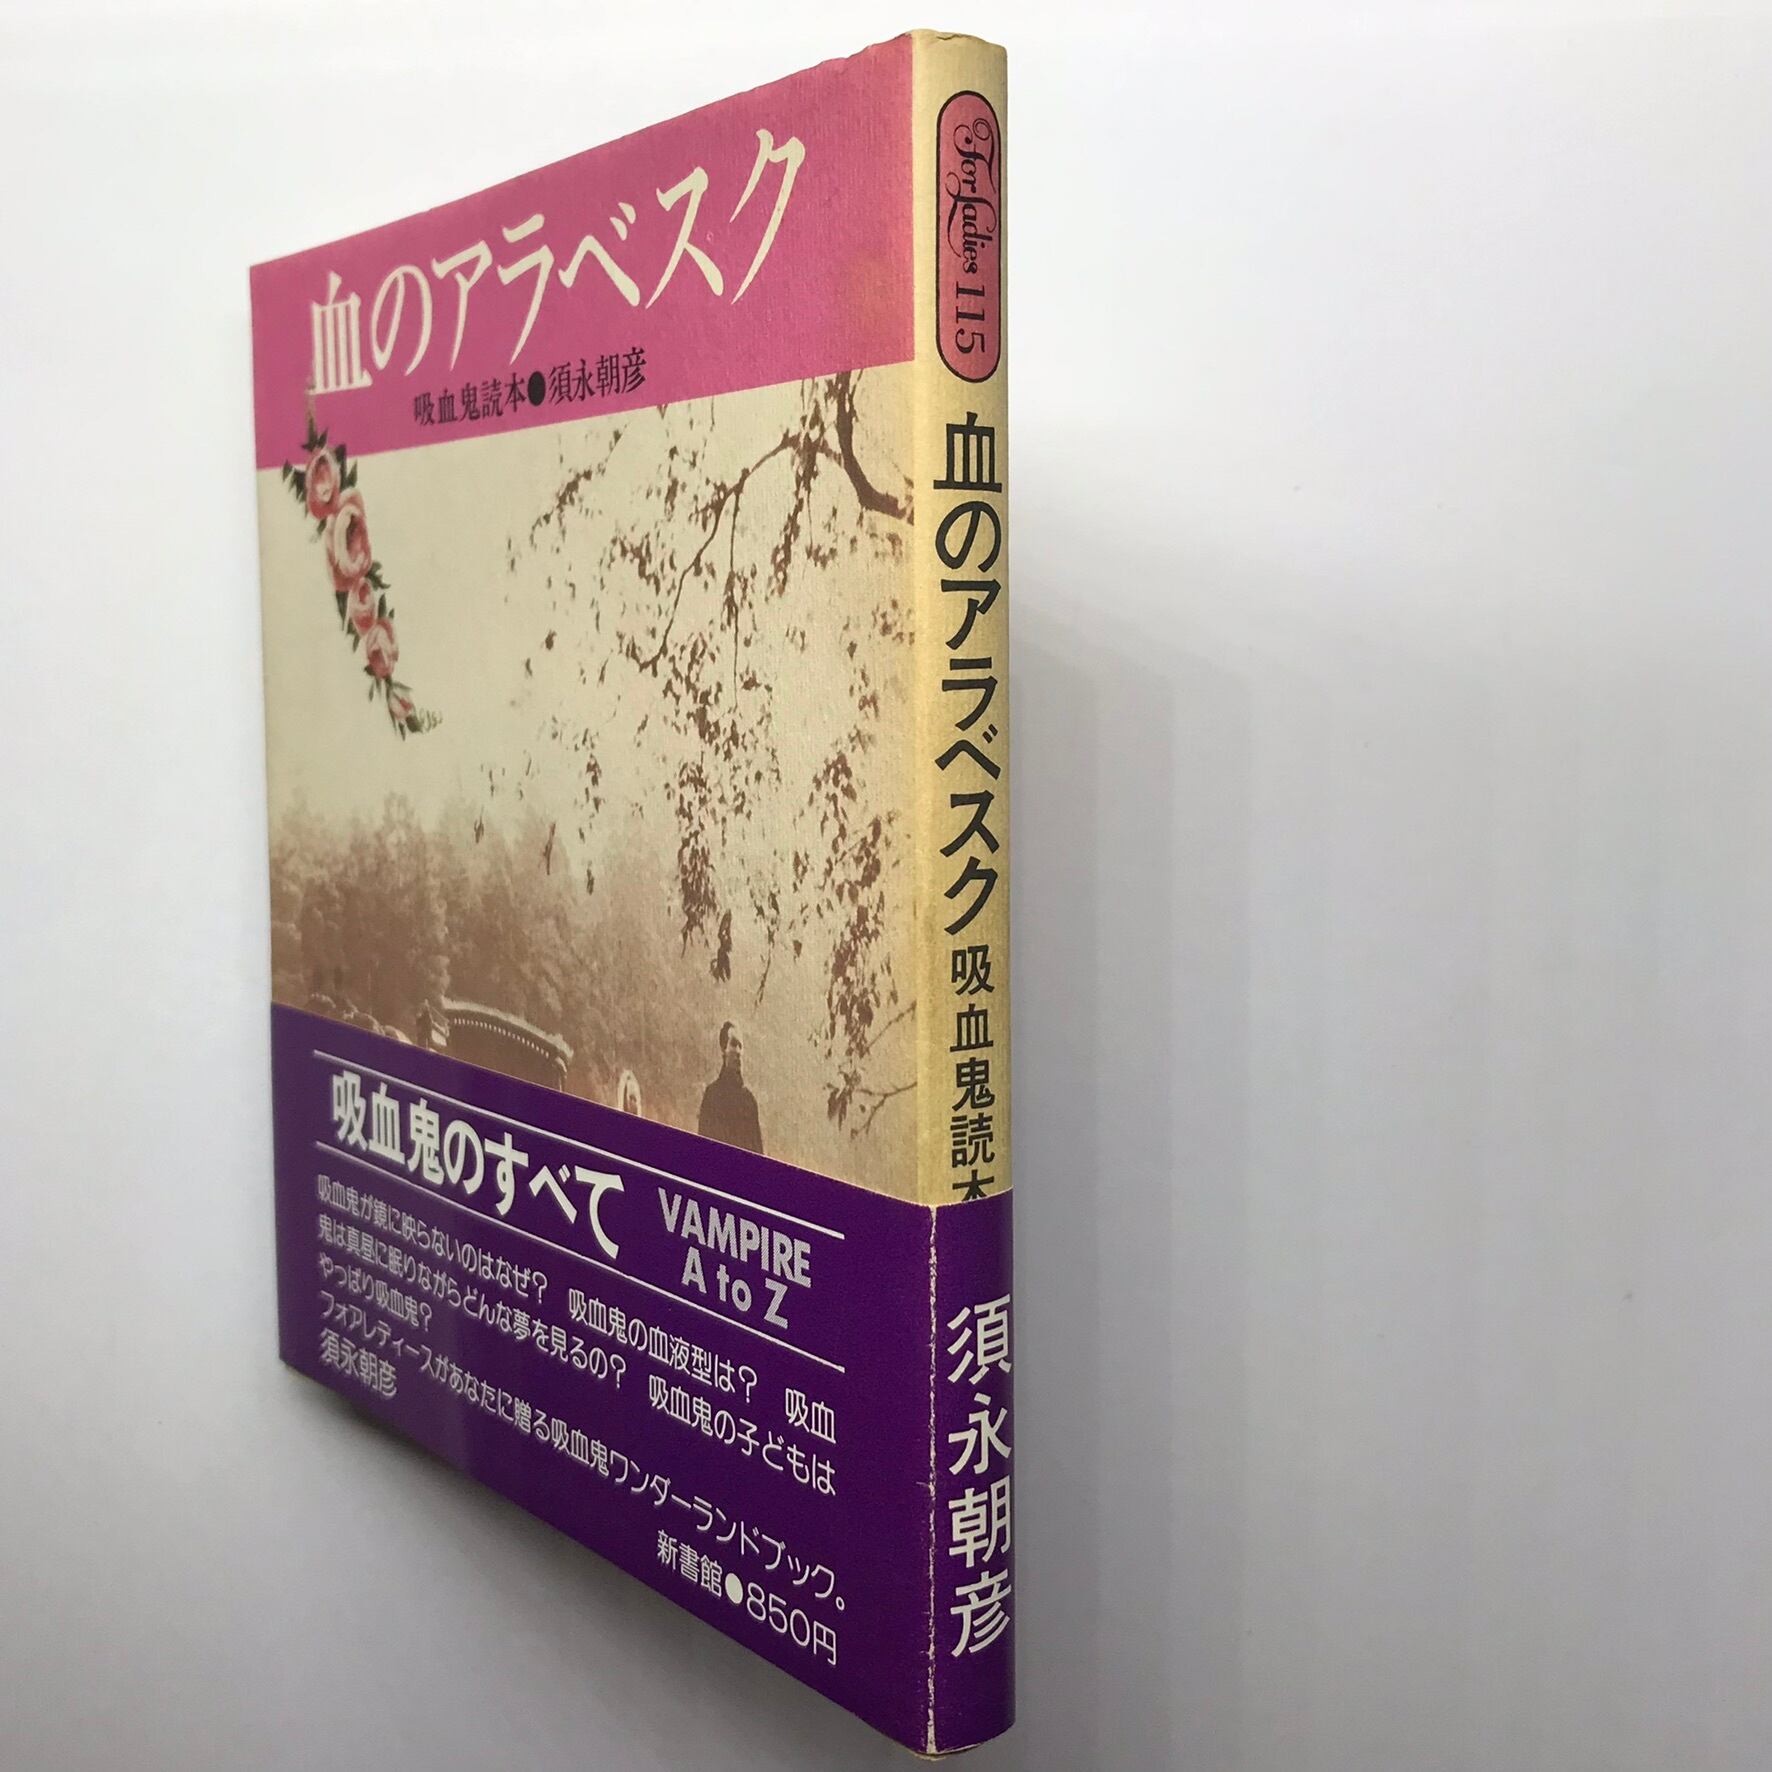 血のアラベスク
吸血鬼読本●須永朝彦
吸血鬼のすべて
VAMPIRE
A to Z
吸血鬼が鏡に映らないのはなぜ？　吸血鬼の血液型は？　吸血
鬼は真昼に眠りながらどんな夢を見るの？　吸血鬼の子どもは
やっぱり吸血鬼？
フォアレディースがあなたに贈る吸血鬼ワンダーランドブック。
須永朝彦
新書館●850円
For Ladies 115
血のアラベスク 吸血鬼読本
須永朝彦